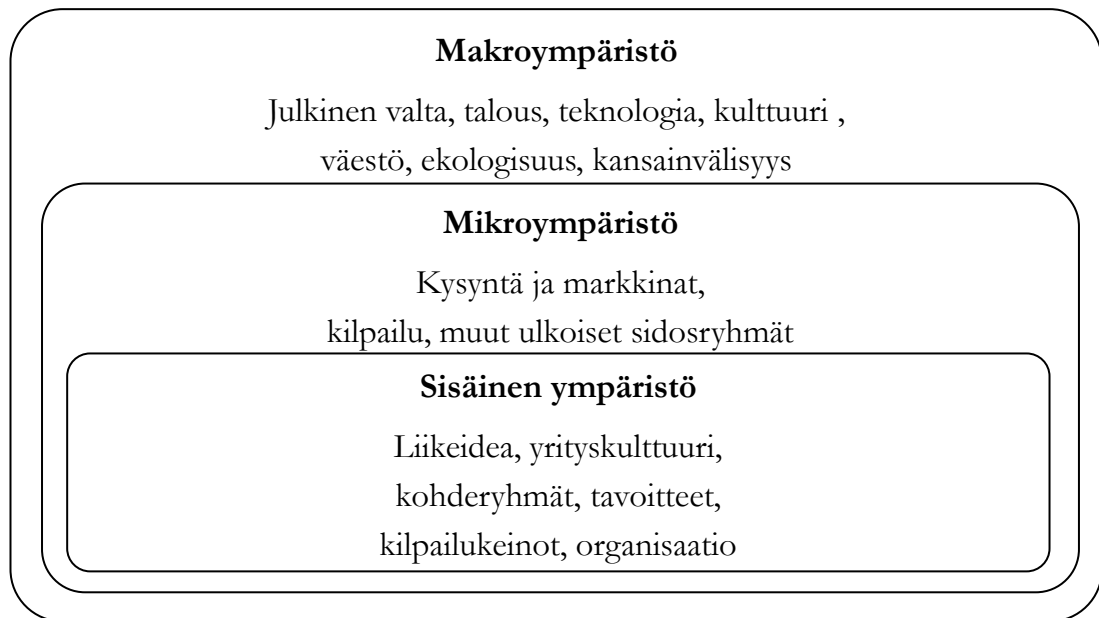 Makroympäristö
Julkinen valta, talous, teknologia, kulttuuri ,
väestö, ekologisuus, kansainvälisyys
Mikroympäristö
Kysyntä ja markkinat,
kilpailu, muut ulkoiset sidosryhmät
Sisäinen ympäristö
Liikeidea, yrityskulttuuri,
kohderyhmät, tavoitteet,
kilpailukeinot, organisaatio